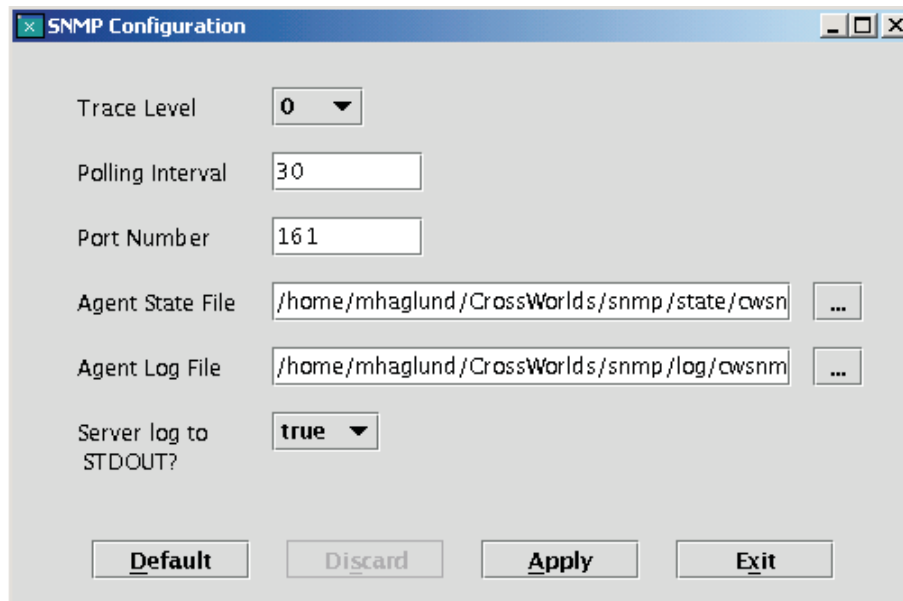 SNMP Configuration
Trace Level 0
Polling Interval 30
Port Number 161
Agent State File /home/mhaglund/CrossWorlds/snmp/state/cwsn ...
Agent Log File /home/mhaglund/CrossWorlds/snmp/log/cwsnm ...
Server log to true
STDOUT?
Default Discard Apply Exit